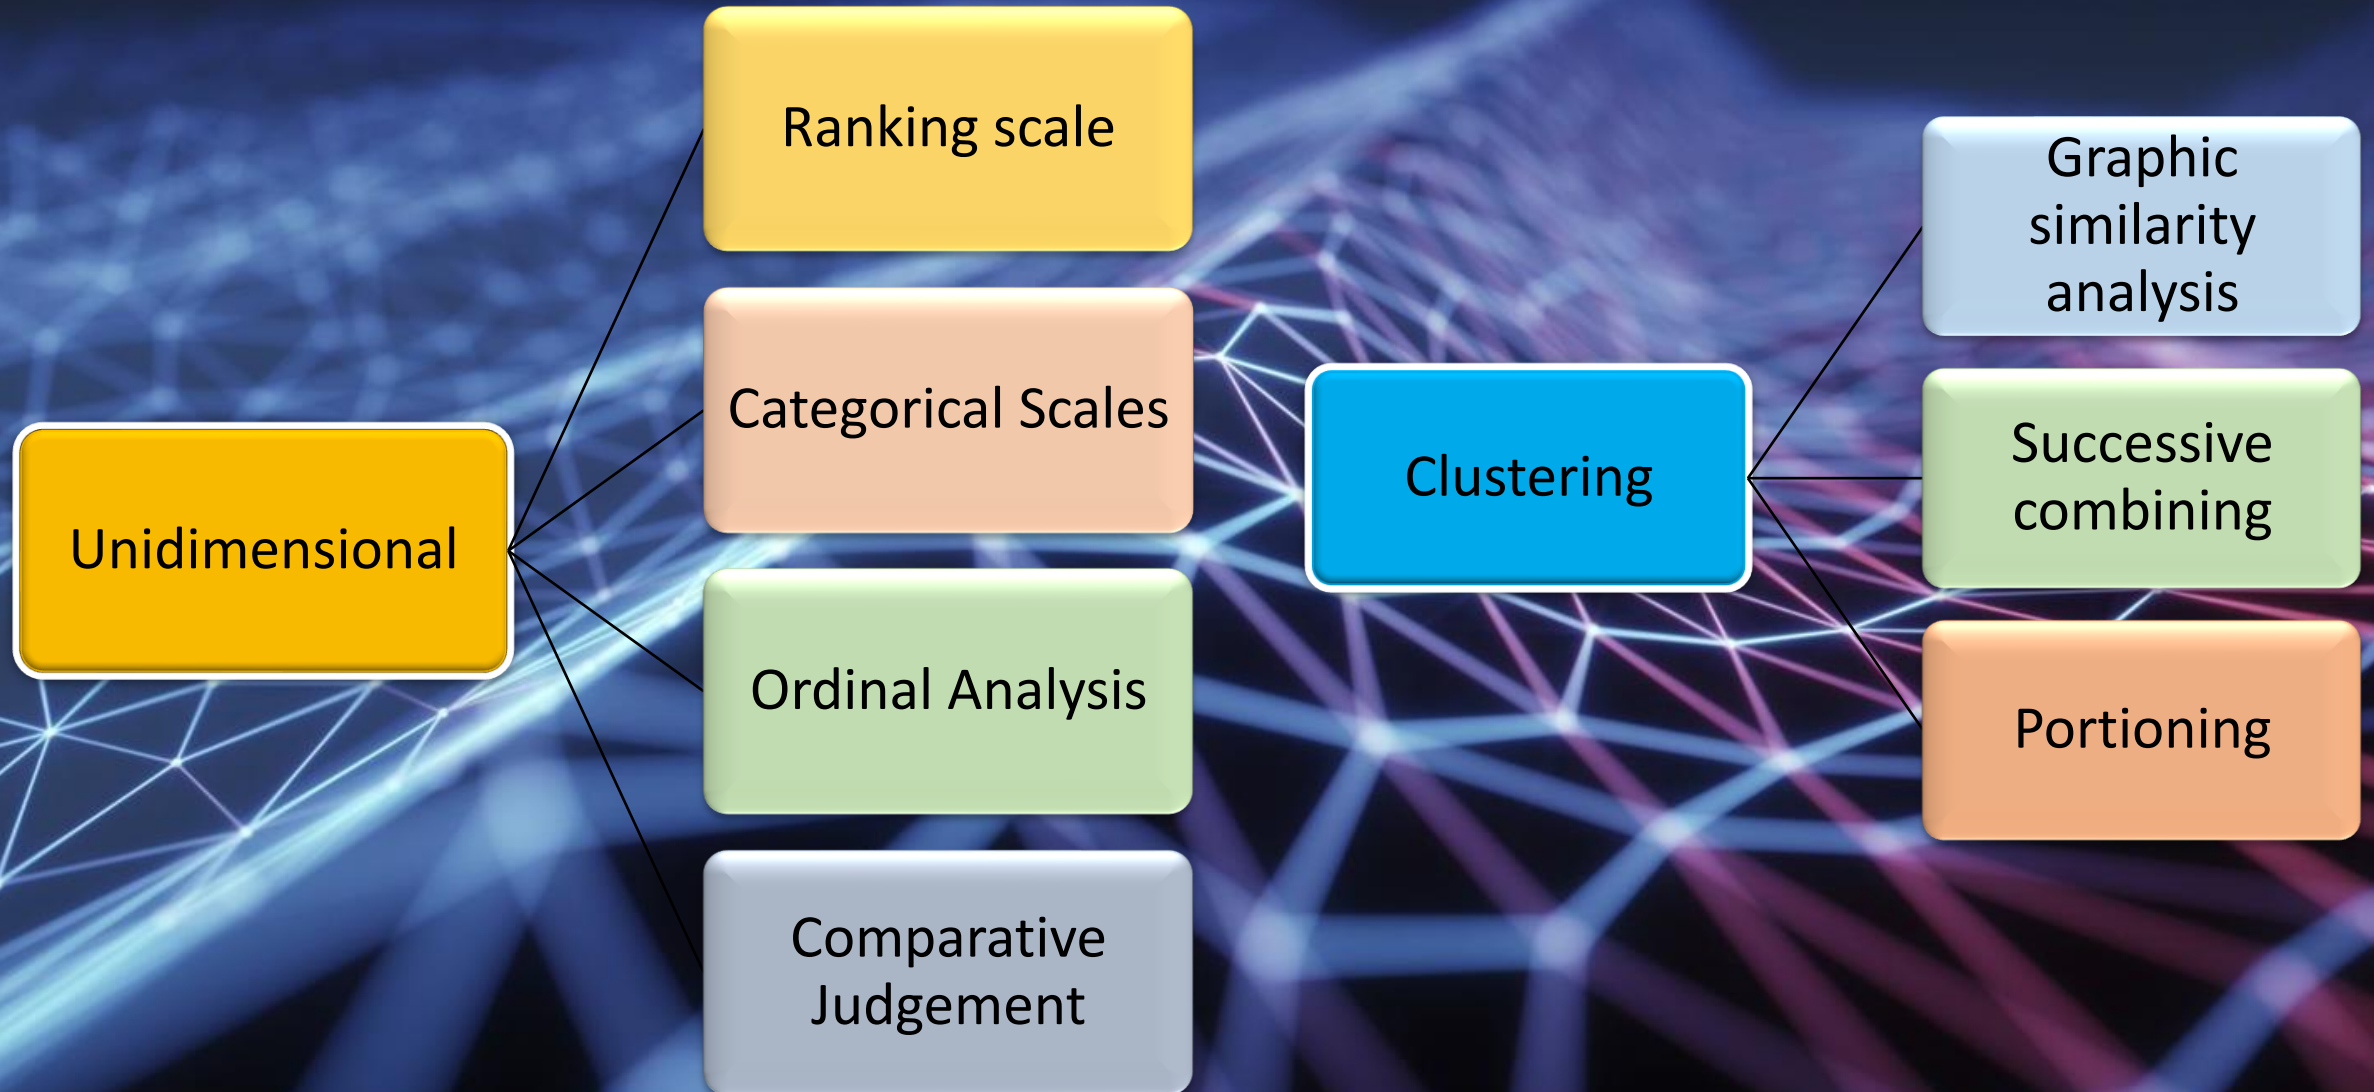 Unidimensional
Ranking scale
Categorical Scales
Ordinal Analysis
Comparative
Judgement
Clustering
Graphic
similarity
analysis
Successive
combining
Portioning